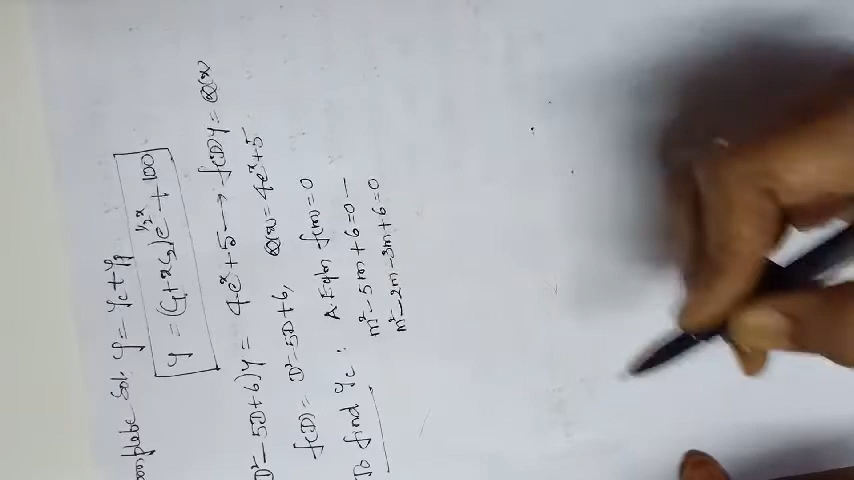 complete Sol: y = yc + yp
y = (c₁ + xc₂) e^{1/2 x} + 100
D² - 5D + 6) y = 4e^x + 5 → f(D) y = Q(x)
f(D) = D² - 5D + 6, Q(x) = 4e^x + 5
To find yc : A Eqn f(m) = 0
m² - 5m + 6 = 0 -
m² - 2m - 3m + 6 = 0